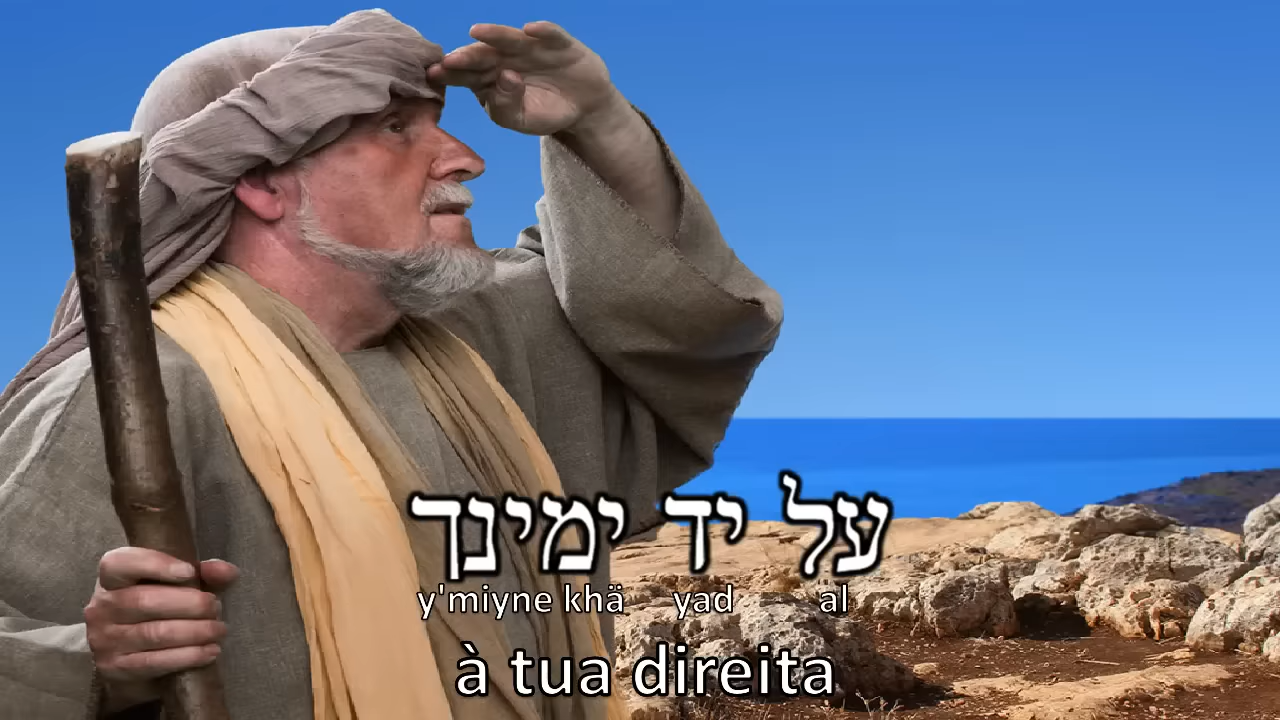 על יד ימינך
y'miyne khä yad al
à tua direita